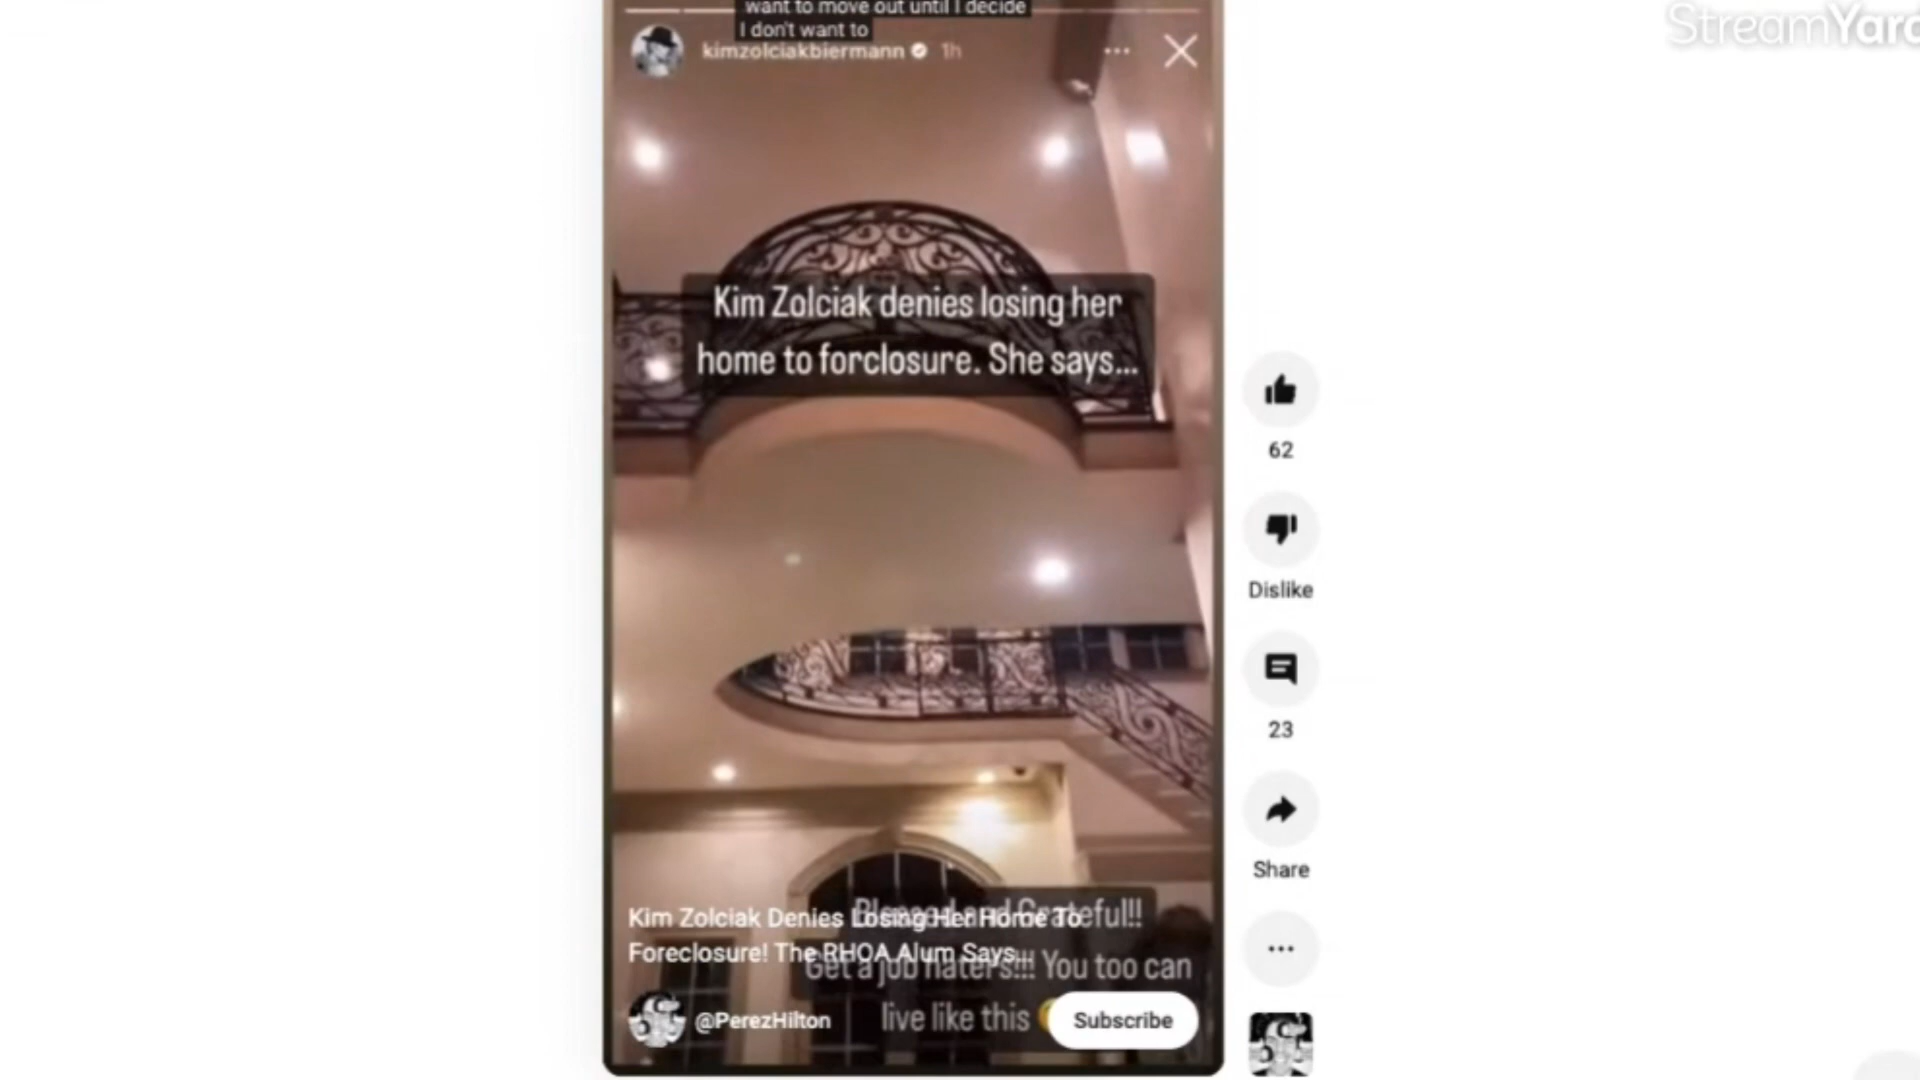 want to move out until I decide
I don't want to
StreamYard
kimzolciakbiermann 1h
Kim Zolciak denies losing her
home to forclosure. She says...
62
Dislike
23
Share
Blessed and Grateful!!
Kim Zolciak Denies Losing Her Home To
Foreclosure! The RHOA Alum Says...
Get a job haters!!! You too can
live like this
@PerezHilton
Subscribe